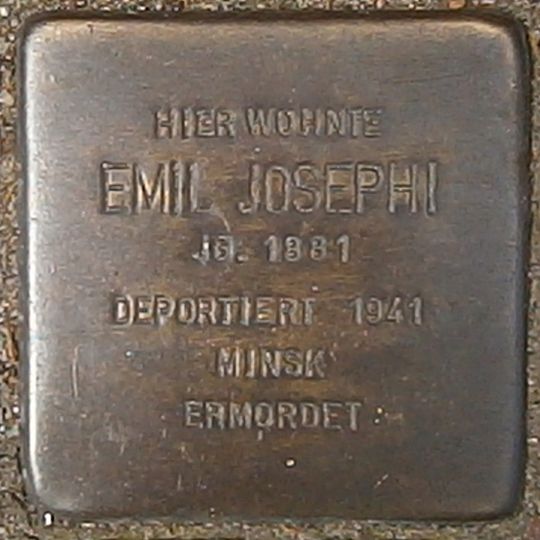 HIER WOHNTE
EMIL JOSEPHI
JG. 1881
DEPORTIERT 1941
MINSK
ERMORDET